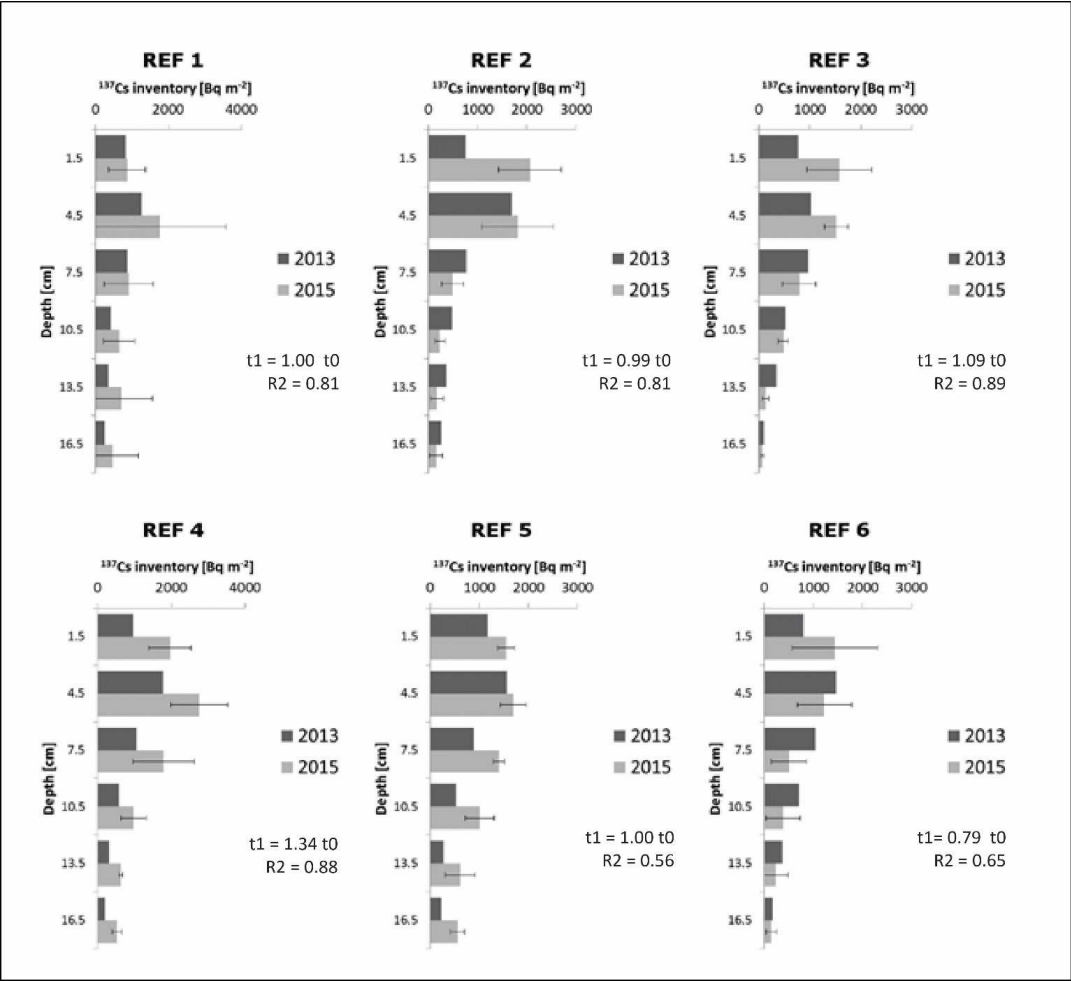 REF 1
¹³⁷Cs inventory [Bq m⁻²]
0 2000 4000
1.5
4.5
7.5
10.5
13.5
16.5
Depth [cm]
2013
2015
t1 = 1.00 t0
R2 = 0.81
REF 2
¹³⁷Cs inventory [Bq m⁻²]
0 1000 2000 3000
1.5
4.5
7.5
10.5
13.5
16.5
Depth [cm]
2013
2015
t1 = 0.99 t0
R2 = 0.81
REF 3
¹³⁷Cs inventory [Bq m⁻²]
0 1000 2000 3000
1.5
4.5
7.5
10.5
13.5
16.5
Depth [cm]
2013
2015
t1 = 1.09 t0
R2 = 0.89
REF 4
¹³⁷Cs inventory [Bq m⁻²]
0 2000 4000
1.5
4.5
7.5
10.5
13.5
16.5
Depth [cm]
2013
2015
t1 = 1.34 t0
R2 = 0.88
REF 5
¹³⁷Cs inventory [Bq m⁻²]
0 1000 2000 3000
1.5
4.5
7.5
10.5
13.5
16.5
Depth [cm]
2013
2015
t1 = 1.00 t0
R2 = 0.56
REF 6
¹³⁷Cs inventory [Bq m⁻²]
0 1000 2000 3000
1.5
4.5
7.5
10.5
13.5
16.5
Depth [cm]
2013
2015
t1= 0.79 t0
R2 = 0.65